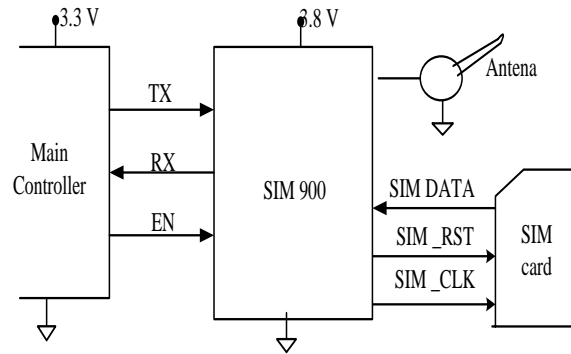 3.3 V
3.8 V
Antena
TX
Main
Controller
RX
SIM 900
SIM DATA
EN
SIM _RST
SIM
card
SIM _CLK